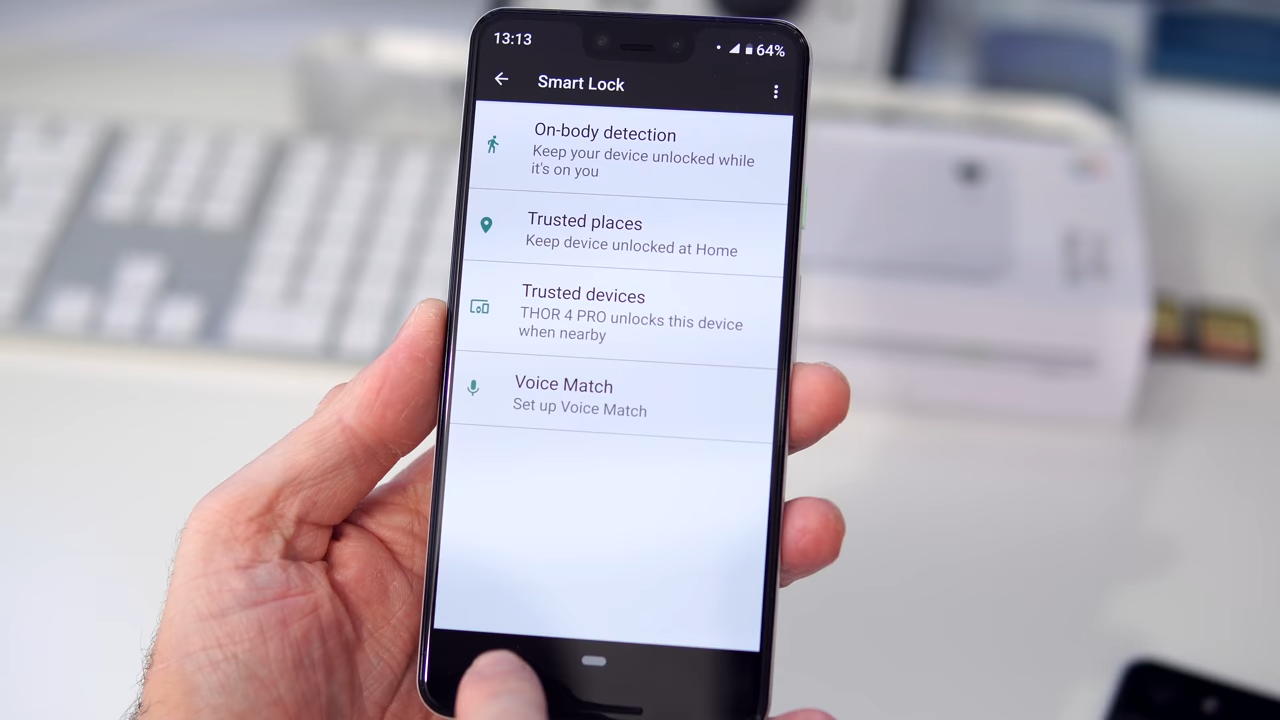 13:13
64%
Smart Lock
On-body detection
Keep your device unlocked while
it's on you
Trusted places
Keep device unlocked at Home
Trusted devices
THOR 4 PRO unlocks this device
when nearby
Voice Match
Set up Voice Match